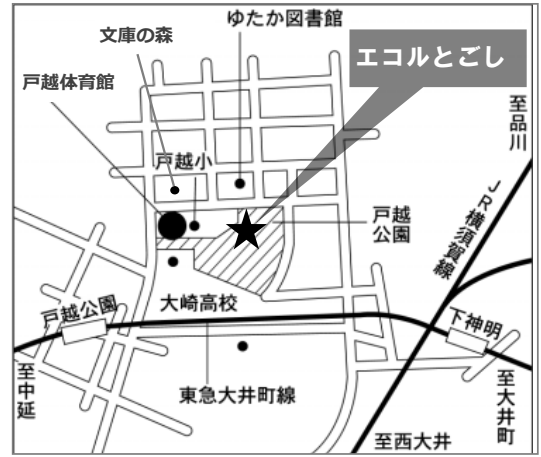 ゆたか図書館
文庫の森
エコルとごし
戸越体育館
至品川
戸越小
JR横須賀線
戸越
公園
大崎高校
戸越公園
下神明
東急大井町線
至中延
至大井町
至西大井